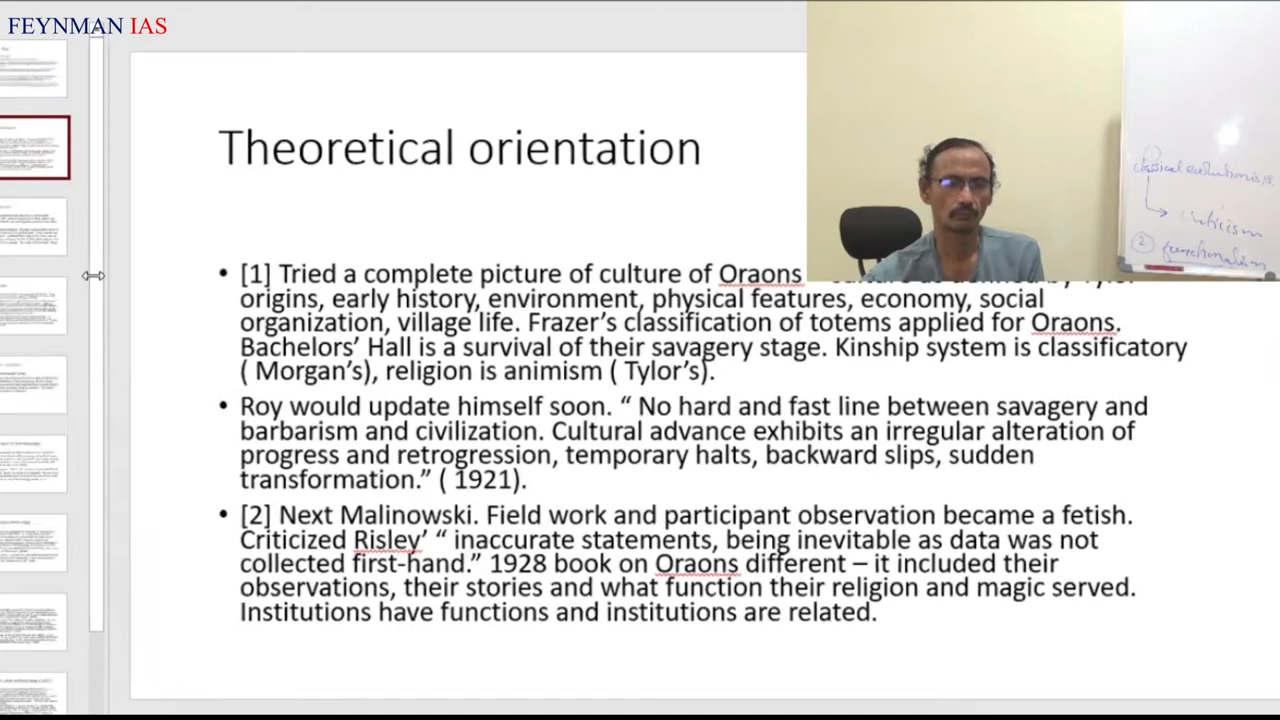 FEYNMAN IAS
Theoretical orientation
• [1] Tried a complete picture of culture of Oraons
origins, early history, environment, physical features, economy, social
organization, village life. Frazer’s classification of totems applied for Oraons.
Bachelors’ Hall is a survival of their savagery stage. Kinship system is classificatory
( Morgan’s), religion is animism ( Tylor’s).
• Roy would update himself soon. “ No hard and fast line between savagery and
barbarism and civilization. Cultural advance exhibits an irregular alteration of
progress and retrogression, temporary halts, backward slips, sudden
transformation.” ( 1921).
• [2] Next Malinowski. Field work and participant observation became a fetish.
Criticized Risley’ “ inaccurate statements, being inevitable as data was not
collected first-hand.” 1928 book on Oraons different – it included their
observations, their stories and what function their religion and magic served.
Institutions have functions and institutions are related.
①
classical
criticism
② functionalism